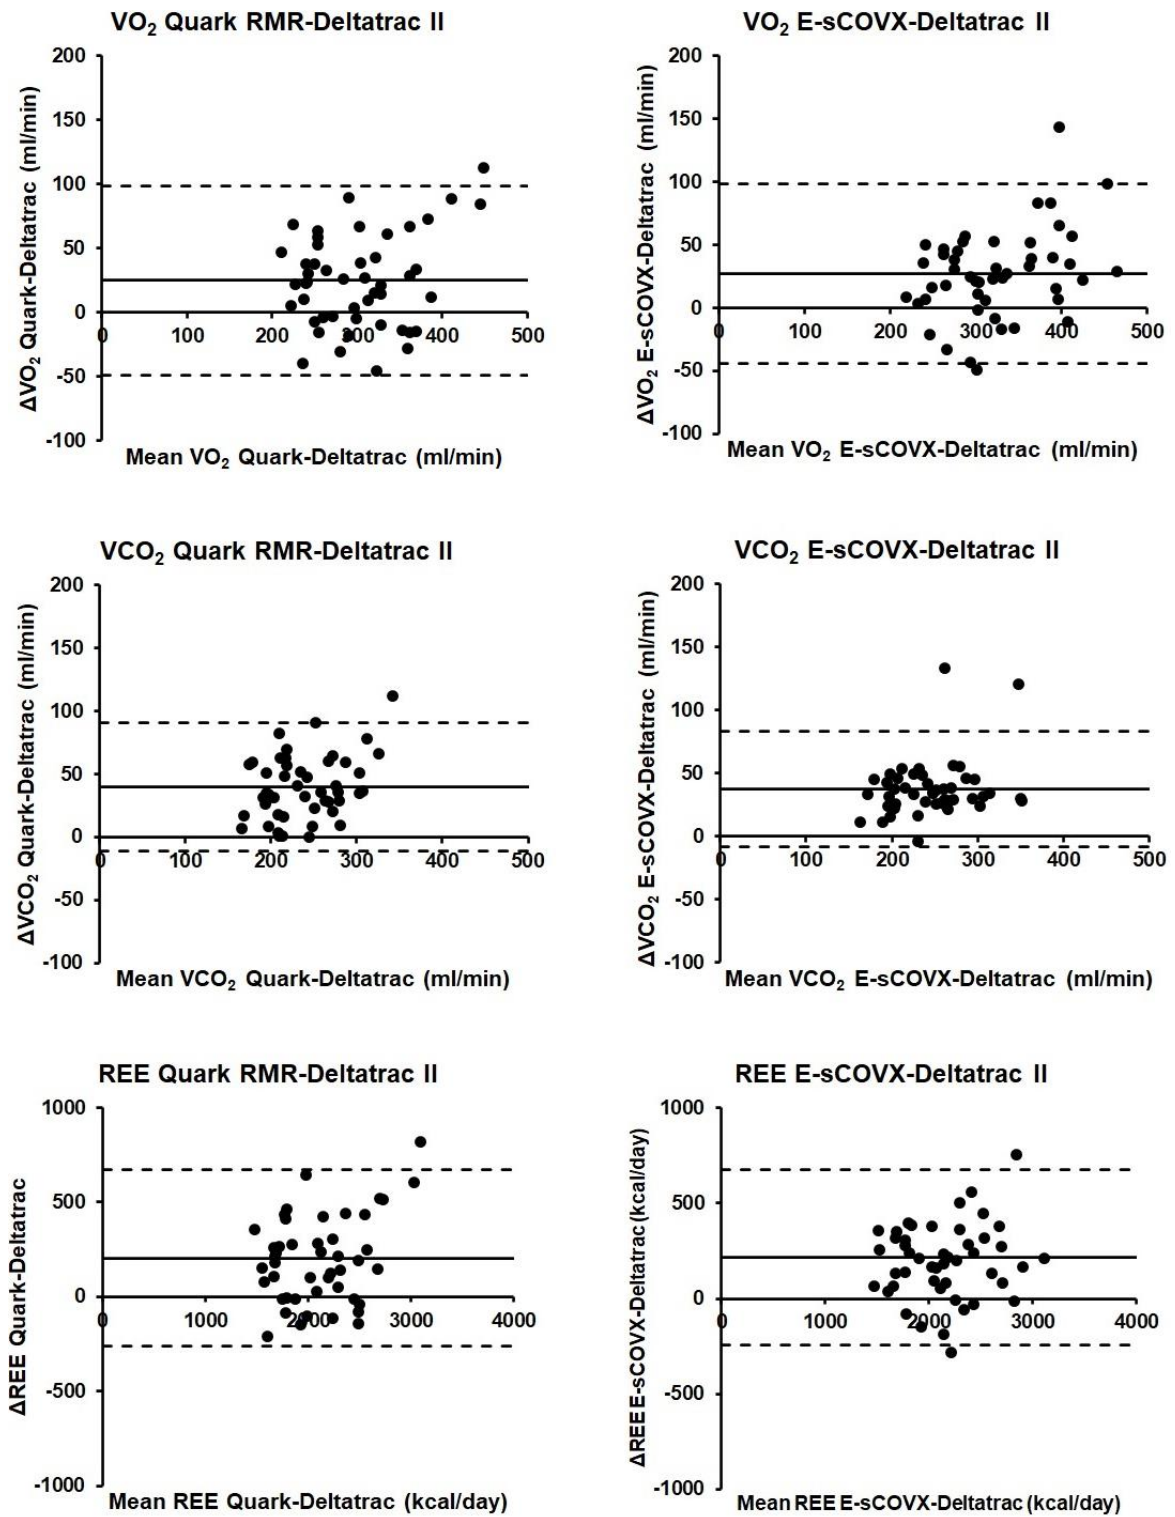 VO₂ Quark RMR-Deltatrac II
ΔVO₂ Quark-Deltatrac (ml/min)
200
150
100
50
0
-50
-100
0 100 200 300 400 500
Mean VO₂ Quark-Deltatrac (ml/min)
VO₂ E-sCOVX-Deltatrac II
ΔVO₂ E-sCOVX-Deltatrac (ml/min)
200
150
100
50
0
-50
-100
0 100 200 300 400 500
Mean VO₂ E-sCOVX-Deltatrac (ml/min)
VCO₂ Quark RMR-Deltatrac II
ΔVCO₂ Quark-Deltatrac (ml/min)
200
150
100
50
0
-50
-100
0 100 200 300 400 500
Mean VCO₂ Quark-Deltatrac (ml/min)
VCO₂ E-sCOVX-Deltatrac II
ΔVCO₂ E-sCOVX-Deltatrac (ml/min)
200
150
100
50
0
-50
-100
0 100 200 300 400 500
Mean VCO₂ E-sCOVX-Deltatrac (ml/min)
REE Quark RMR-Deltatrac II
ΔREE Quark-Deltatrac
1000
500
0
-500
-1000
0 1000 2000 3000 4000
Mean REE Quark-Deltatrac (kcal/day)
REE E-sCOVX-Deltatrac II
ΔREE E-sCOVX-Deltatrac (kcal/day)
1000
500
0
-500
-1000
0 1000 2000 3000 4000
Mean REE E-sCOVX-Deltatrac (kcal/day)